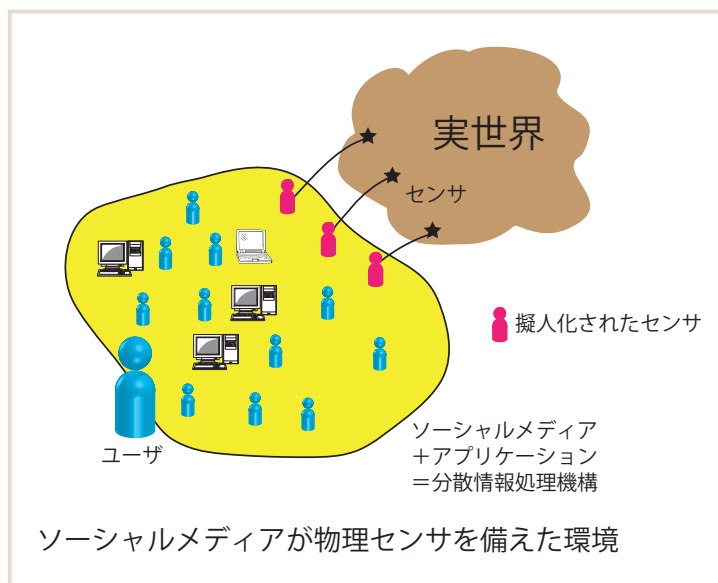 実世界
センサ
擬人化されたセンサ
ユーザ
ソーシャルメディア
＋アプリケーション
＝分散情報処理機構
ソーシャルメディアが物理センサを備えた環境